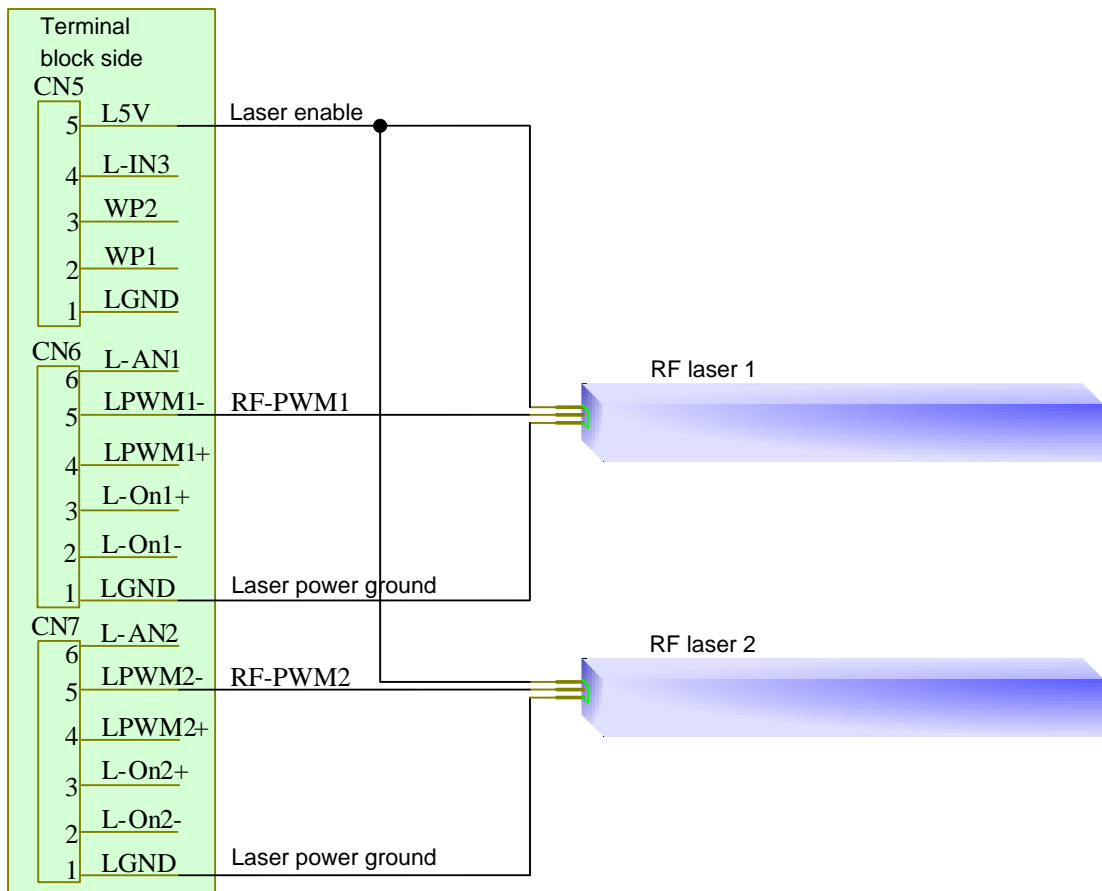 Terminal
block side
CN5
5 L5V Laser enable
4 L-IN3
3 WP2
2 WP1
1 LGND
CN6
6 L-AN1
RF laser 1
5 LPWM1- RF-PWM1
4 LPWM1+
3 L-On1+
2 L-On1-
1 LGND Laser power ground
CN7
6 L-AN2
RF laser 2
5 LPWM2- RF-PWM2
4 LPWM2+
3 L-On2+
2 L-On2-
1 LGND Laser power ground